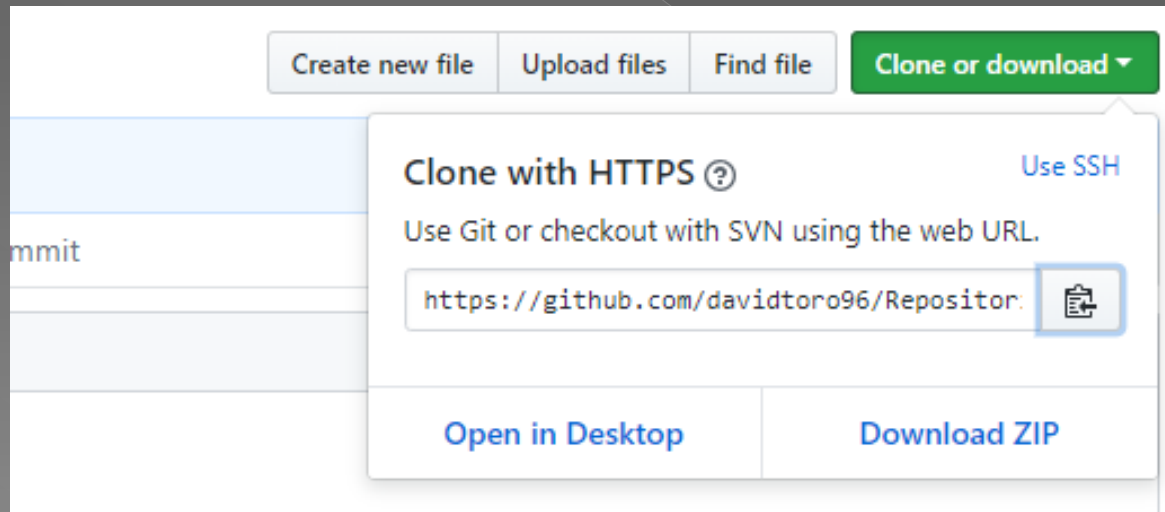 Create new file Upload files Find file Clone or download
Clone with HTTPS ? Use SSH
Use Git or checkout with SVN using the web URL.
mmit
https://github.com/davidtoro96/Repositor
Open in Desktop Download ZIP